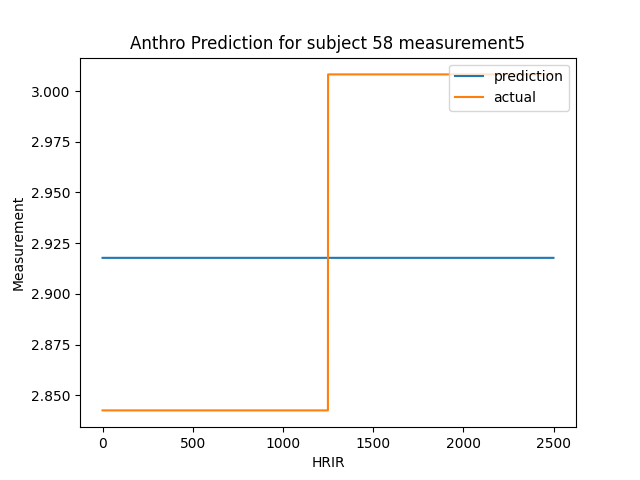 Anthro Prediction for subject 58 measurement5
prediction
actual
3.000
2.975
2.950
2.925
2.900
2.875
2.850
Measurement
0 500 1000 1500 2000 2500
HRIR